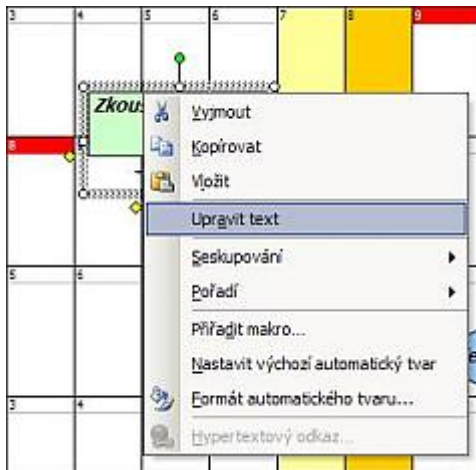 3 4 5 6 7 8 9
Zkou
Vyjmout
Kopírovat
Vložit
Upravit text
Seskupování
Pořadí
Přiřadit makro...
Nastavit výchozí automatický tvar
Formát automatického tvaru...
Hypertextový odkaz...
5 6
3 4